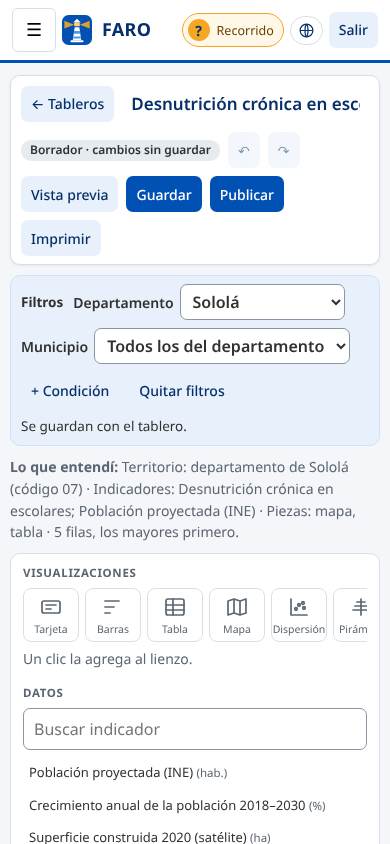 ☰ FARO ? Recorrido Salir
← Tableros Desnutrición crónica en esc
Borrador · cambios sin guardar ↶ ↷
Vista previa Guardar Publicar
Imprimir
Filtros Departamento Sololá
Municipio Todos los del departamento
+ Condición Quitar filtros
Se guardan con el tablero.
Lo que entendí: Territorio: departamento de Sololá
(código 07) · Indicadores: Desnutrición crónica en
escolares; Población proyectada (INE) · Piezas: mapa,
tabla · 5 filas, los mayores primero.
VISUALIZACIONES
Tarjeta Barras Tabla Mapa Dispersión Pirám
Un clic la agrega al lienzo.
DATOS
Buscar indicador
Población proyectada (INE) (hab.)
Crecimiento anual de la población 2018–2030 (%)
Superficie construida 2020 (satélite) (ha)